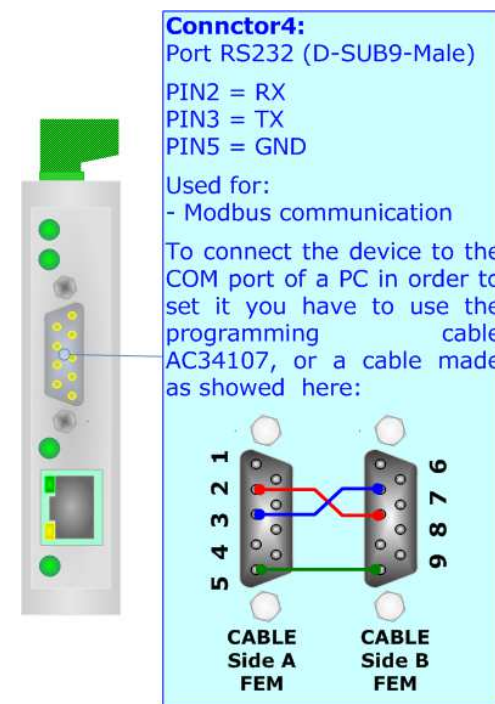 Connctor4:
Port RS232 (D-SUB9-Male)
PIN2 = RX
PIN3 = TX
PIN5 = GND
Used for:
- Modbus communication
To connect the device to the
COM port of a PC in order to
set it you have to use the
programming cable
AC34107, or a cable made
as showed here:
1
2
3
4
5
6
7
8
9
CABLE
Side A
FEM
CABLE
Side B
FEM